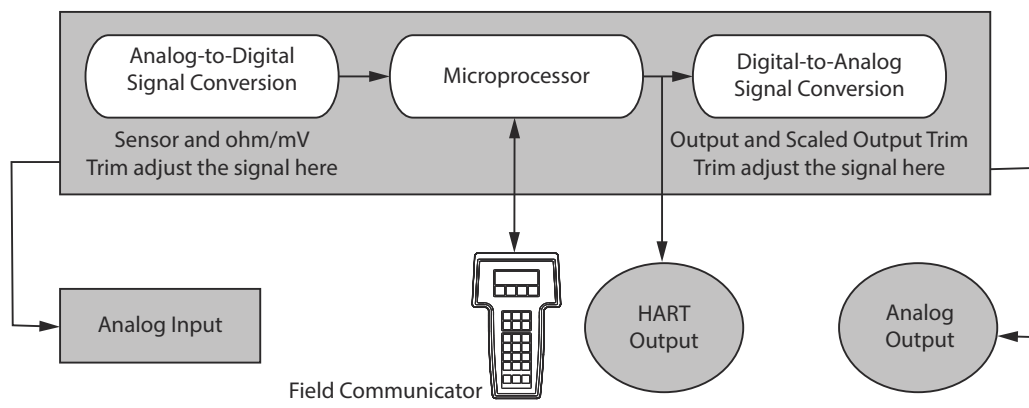 Analog-to-Digital
Signal Conversion
Microprocessor
Digital-to-Analog
Signal Conversion
Sensor and ohm/mV
Trim adjust the signal here
Output and Scaled Output Trim
Trim adjust the signal here
Analog Input
Field Communicator
HART
Output
Analog
Output